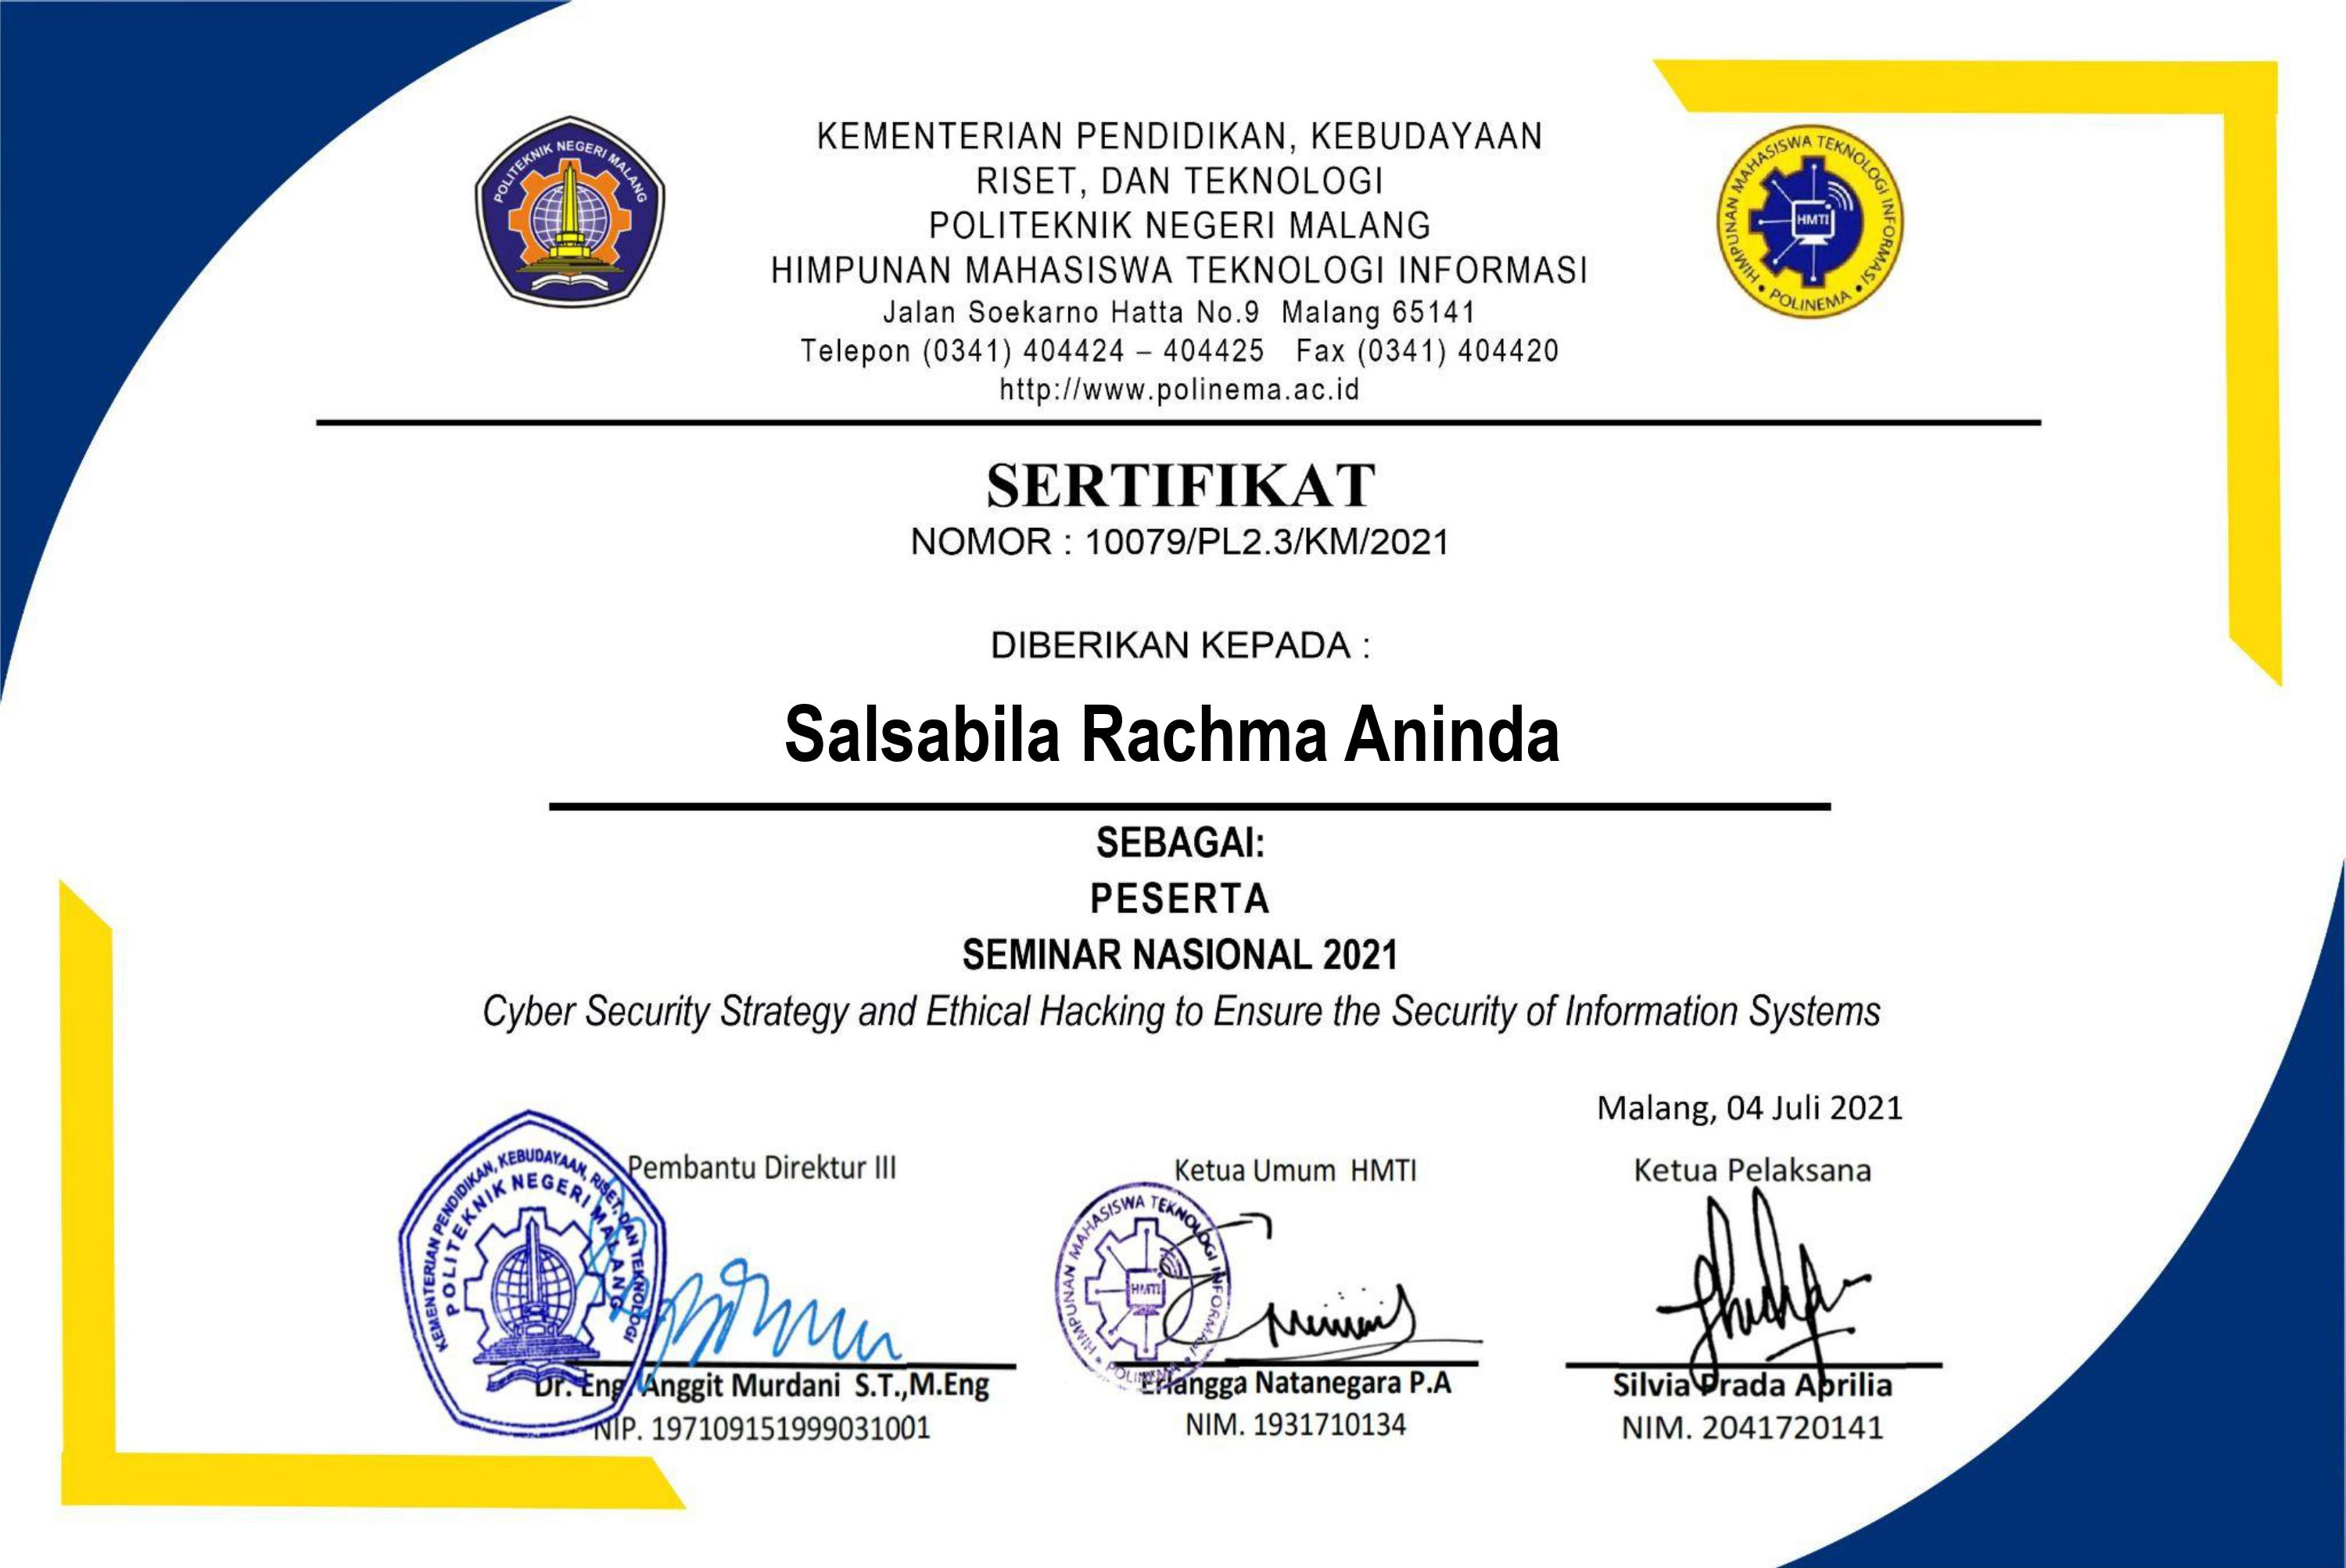 POLITEKNIK NEGERI MALANG
KEMENTERIAN PENDIDIKAN, KEBUDAYAAN
RISET, DAN TEKNOLOGI
POLITEKNIK NEGERI MALANG
HIMPUNAN MAHASISWA TEKNOLOGI INFORMASI
Jalan Soekarno Hatta No.9 Malang 65141
Telepon (0341) 404424 – 404425 Fax (0341) 404420
http://www.polinema.ac.id
HIMPUNAN MAHASISWA TEKNOLOGI INFORMASI
• POLINEMA •
HMTI
SERTIFIKAT
NOMOR : 10079/PL2.3/KM/2021
DIBERIKAN KEPADA :
Salsabila Rachma Aninda
SEBAGAI:
PESERTA
SEMINAR NASIONAL 2021
Cyber Security Strategy and Ethical Hacking to Ensure the Security of Information Systems
Malang, 04 Juli 2021
Pembantu Direktur III
KEMENTERIAN PENDIDIKAN, KEBUDAYAAN, RISET, DAN TEKNOLOGI
POLITEKNIK NEGERI MALANG
Dr. Eng. Anggit Murdani S.T.,M.Eng
NIP. 197109151999031001
Ketua Umum HMTI
HIMPUNAN MAHASISWA TEKNOLOGI INFORMASI
• POLINEMA •
HMTI
Natanegara P.A
NIM. 1931710134
Ketua Pelaksana
Silvia Prada Aprilia
NIM. 2041720141